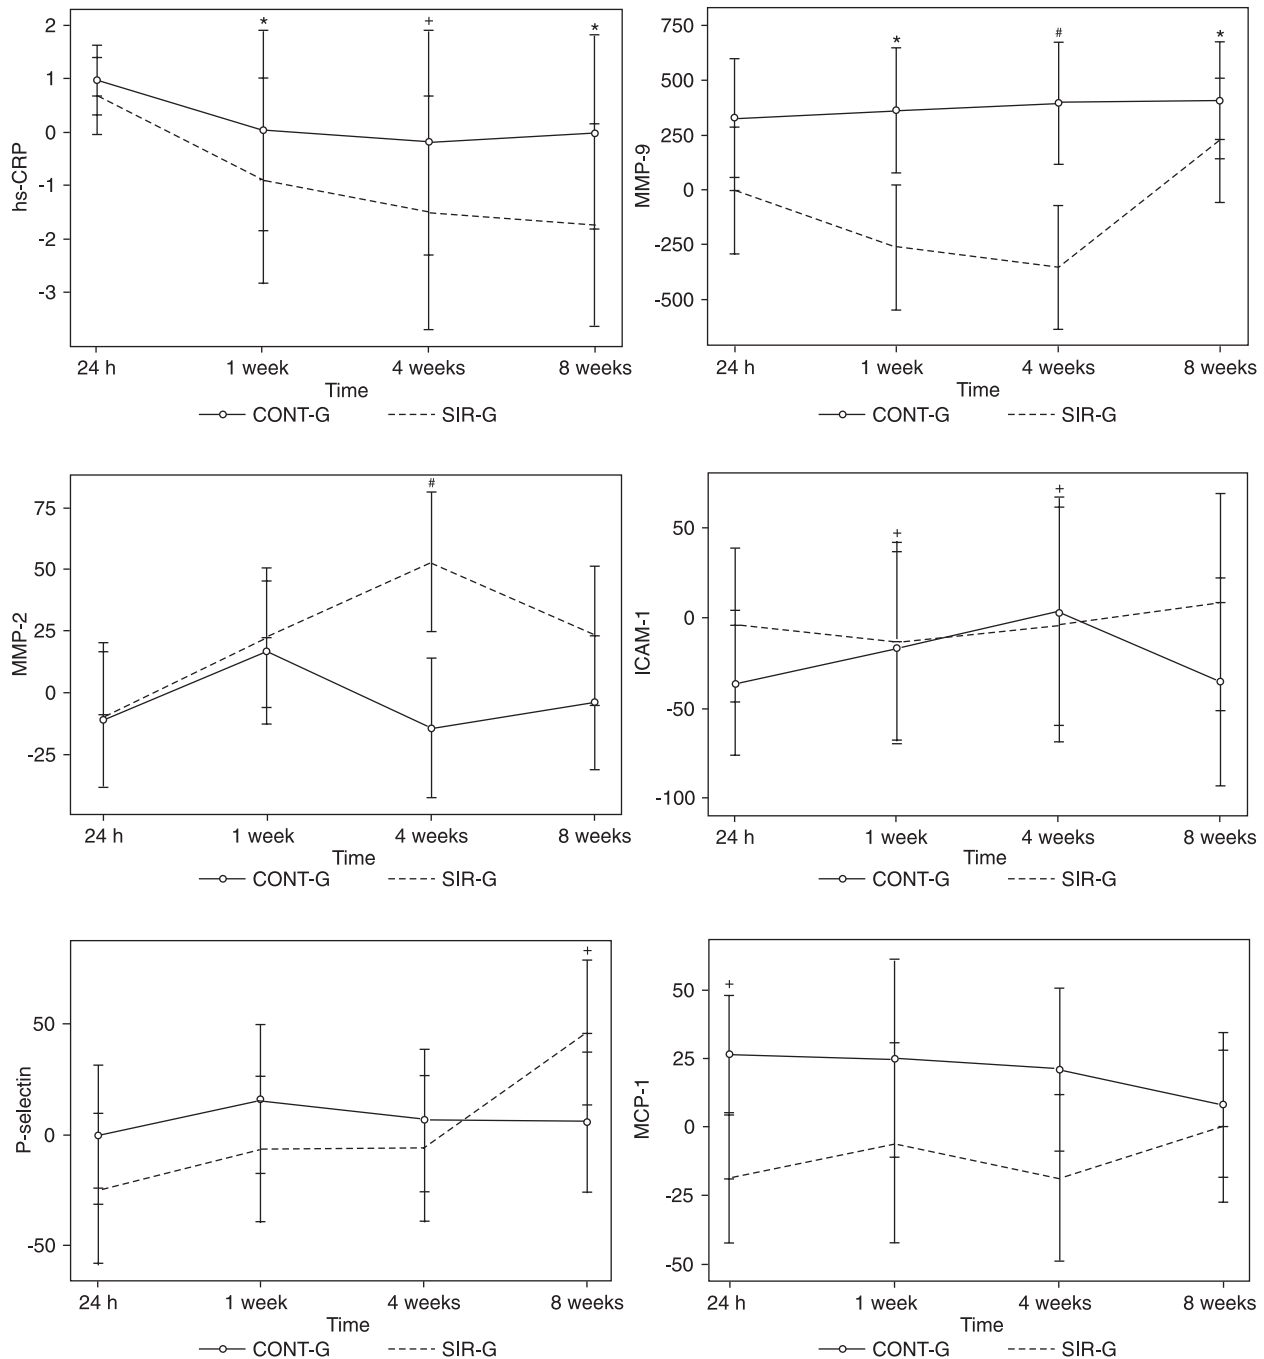 hs-CRP
2
1
0
-1
-2
-3
*
+
*
24 h
1 week
4 weeks
8 weeks
Time
CONT-G
SIR-G
MMP-9
750
500
250
0
-250
-500
*
#
*
24 h
1 week
4 weeks
8 weeks
Time
CONT-G
SIR-G
MMP-2
75
50
25
0
-25
#
24 h
1 week
4 weeks
8 weeks
Time
CONT-G
SIR-G
ICAM-1
50
0
-50
-100
+
+
24 h
1 week
4 weeks
8 weeks
Time
CONT-G
SIR-G
P-selectin
50
0
-50
+
24 h
1 week
4 weeks
8 weeks
Time
CONT-G
SIR-G
MCP-1
50
25
0
-25
-50
+
24 h
1 week
4 weeks
8 weeks
Time
CONT-G
SIR-G